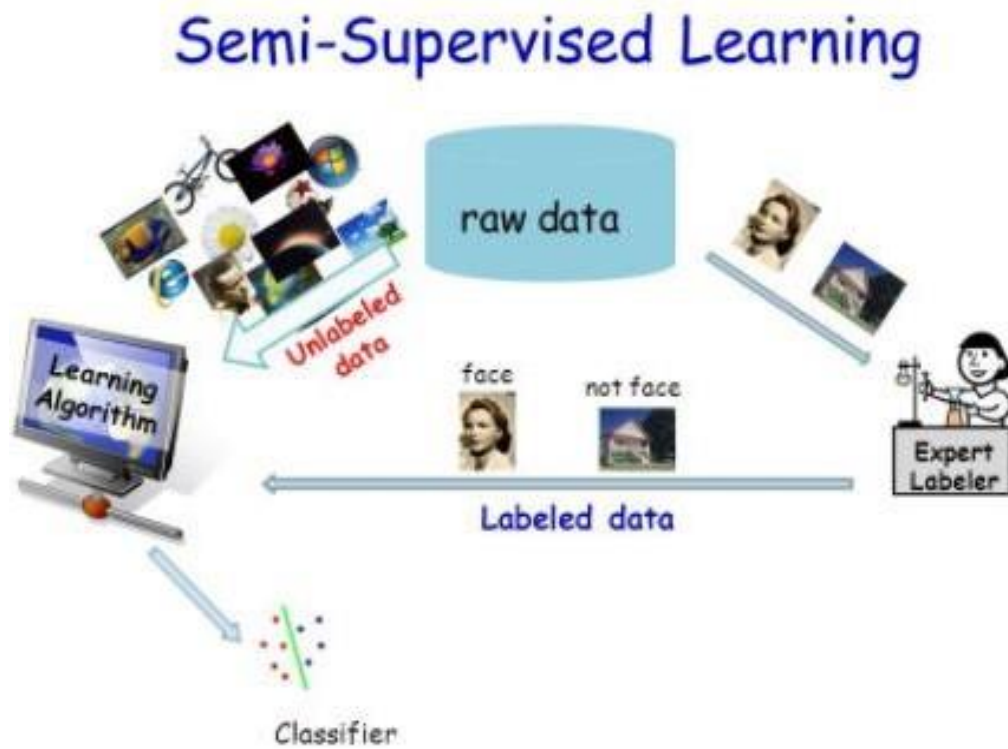 Semi-Supervised Learning
raw data
Unlabeled
data
Learning
Algorithm
face
not face
Expert
Labeler
Labeled data
Classifier